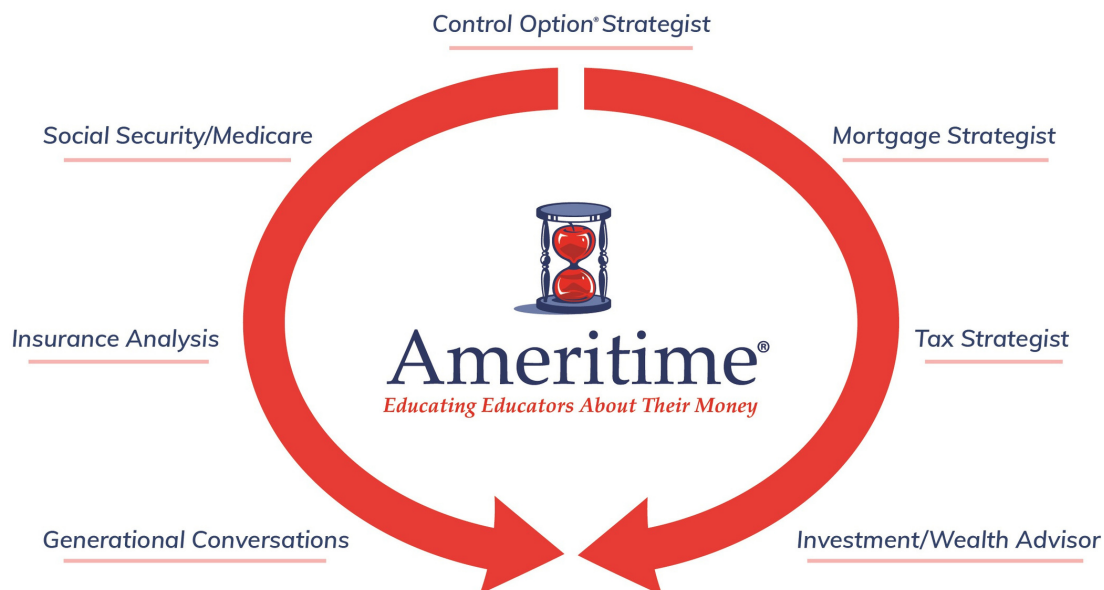 Control Option® Strategist
Social Security/Medicare
Mortgage Strategist
Insurance Analysis
Tax Strategist
Ameritime®
Educating Educators About Their Money
Generational Conversations
Investment/Wealth Advisor